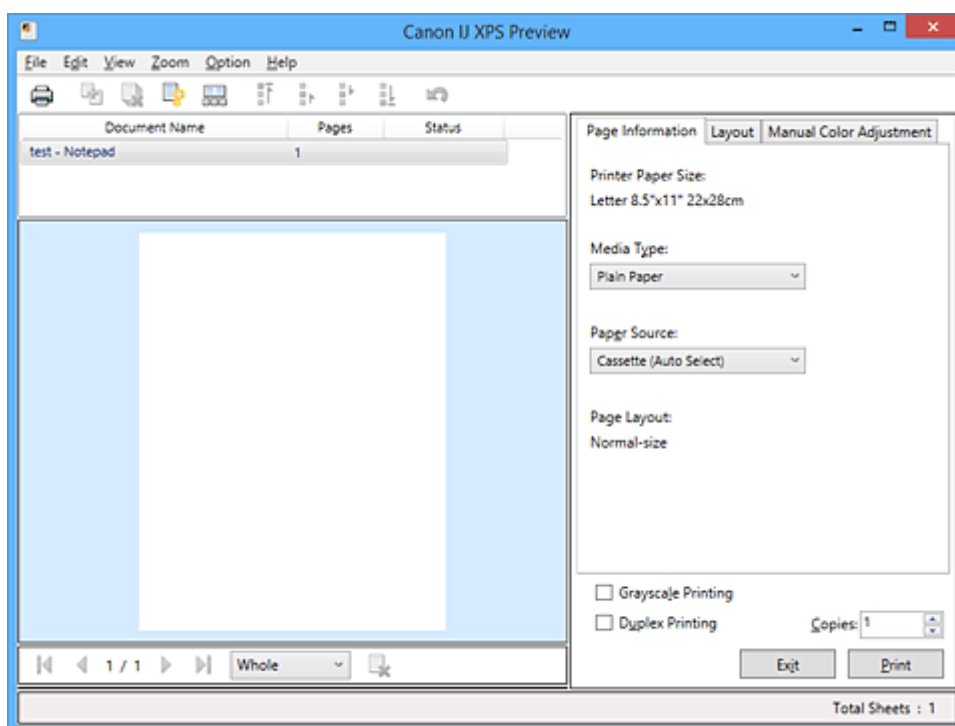 Canon IJ XPS Preview
File Edit View Zoom Option Help
Document Name Pages Status
test - Notepad 1
Page Information Layout Manual Color Adjustment
Printer Paper Size:
Letter 8.5"x11" 22x28cm
Media Type:
Plain Paper
Paper Source:
Cassette (Auto Select)
Page Layout:
Normal-size
Grayscale Printing
Duplex Printing Copies: 1
1 / 1 Whole Exit Print
Total Sheets : 1